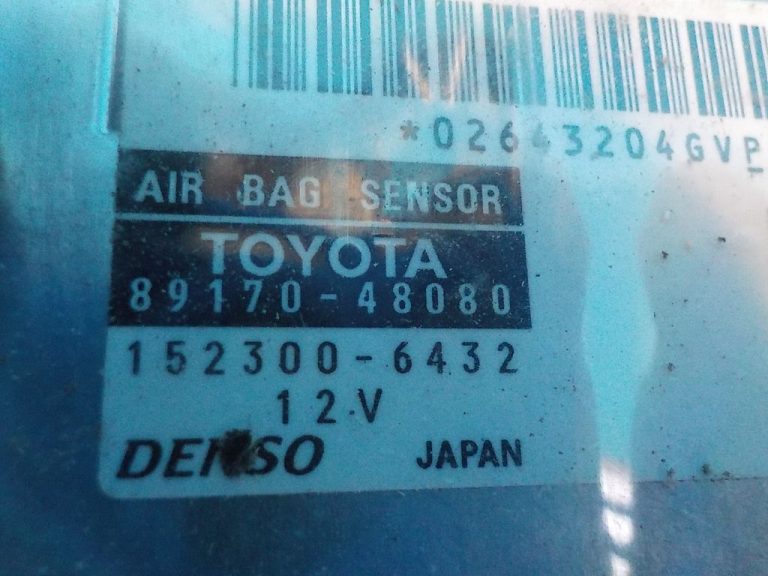 *02643204GVP
AIR BAG SENSOR
TOYOTA
89170-48080
152300-6432
12V
DENSO JAPAN